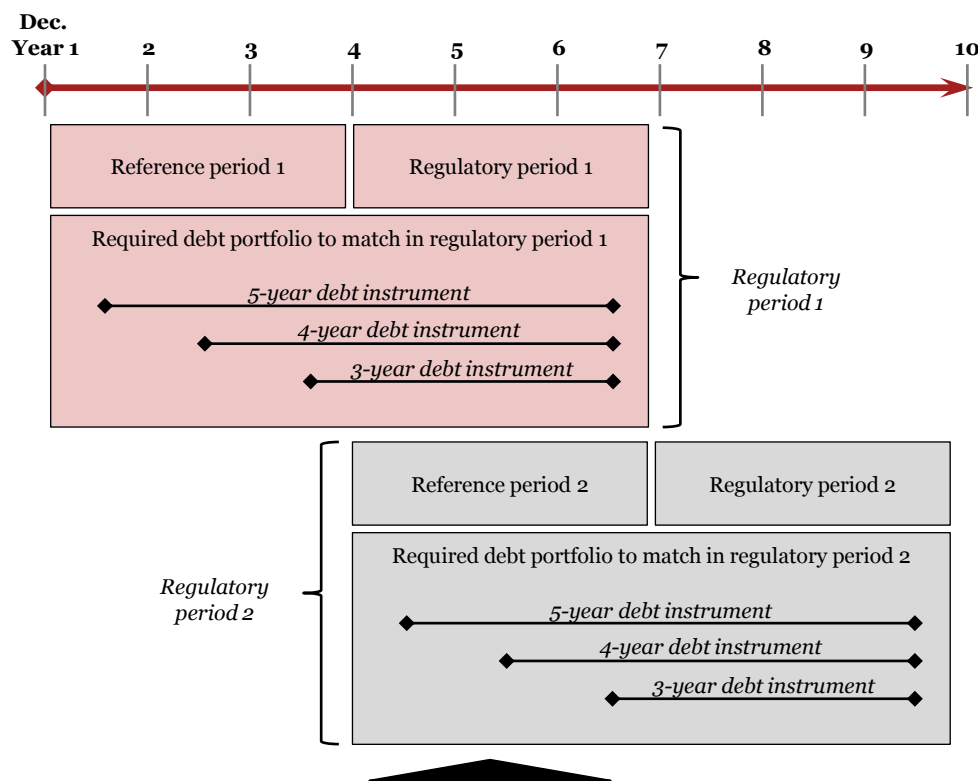 Dec.
Year 1 2 3 4 5 6 7 8 9 10
Reference period 1 Regulatory period 1
Required debt portfolio to match in regulatory period 1
5-year debt instrument
4-year debt instrument
3-year debt instrument
Regulatory
period 1
Reference period 2 Regulatory period 2
Required debt portfolio to match in regulatory period 2
Regulatory
period 2
5-year debt instrument
4-year debt instrument
3-year debt instrument